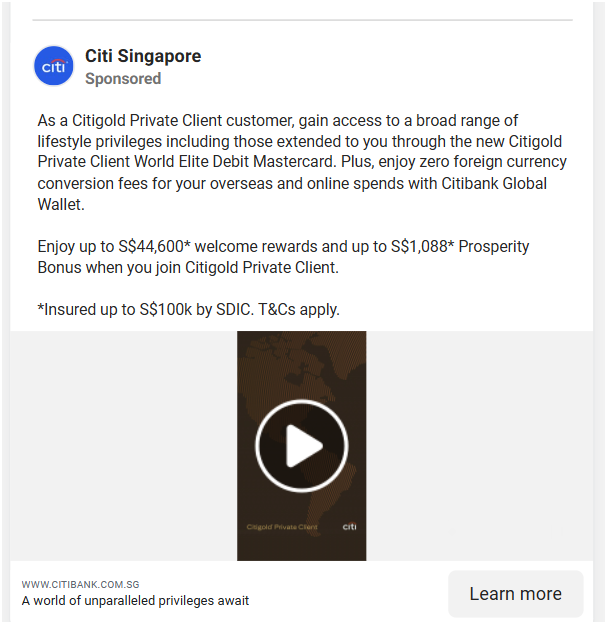 citi
Citi Singapore
Sponsored
As a Citigold Private Client customer, gain access to a broad range of
lifestyle privileges including those extended to you through the new Citigold
Private Client World Elite Debit Mastercard. Plus, enjoy zero foreign currency
conversion fees for your overseas and online spends with Citibank Global
Wallet.
Enjoy up to S$44,600* welcome rewards and up to S$1,088* Prosperity
Bonus when you join Citigold Private Client.
*Insured up to S$100k by SDIC. T&Cs apply.
Citigold Private Client
citi
WWW.CITIBANK.COM.SG
A world of unparalleled privileges await
Learn more